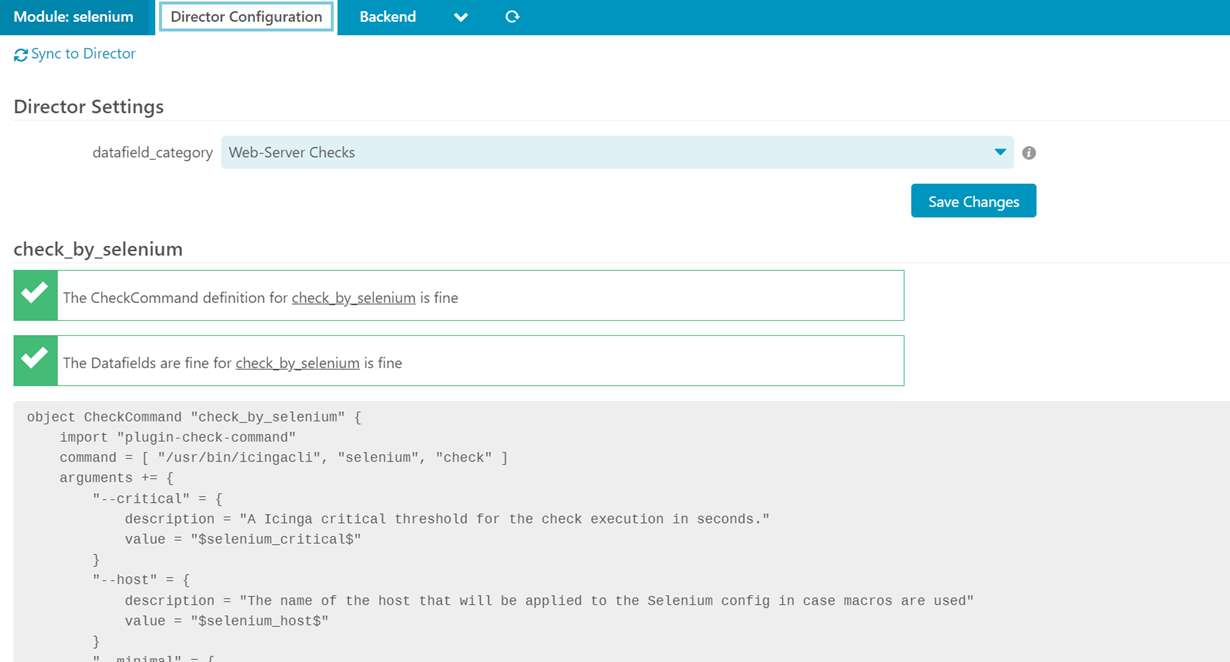 Module: selenium Director Configuration Backend
Sync to Director
Director Settings
datafield_category Web-Server Checks
Save Changes
check_by_selenium
The CheckCommand definition for check_by_selenium is fine
The Datafields are fine for check_by_selenium is fine
object CheckCommand "check_by_selenium" {
    import "plugin-check-command"
    command = [ "/usr/bin/icingacli", "selenium", "check" ]
    arguments += {
        "--critical" = {
            description = "A Icinga critical threshold for the check execution in seconds."
            value = "$selenium_critical$"
        }
        "--host" = {
            description = "The name of the host that will be applied to the Selenium config in case macros are used"
            value = "$selenium_host$"
        }
        "--minimal" = {